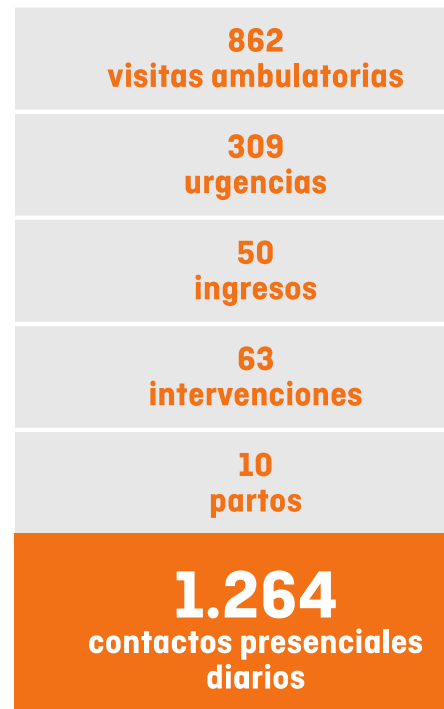 862
visitas ambulatorias
309
urgencias
50
ingresos
63
intervenciones
10
partos
1.264
contactos presenciales
diarios